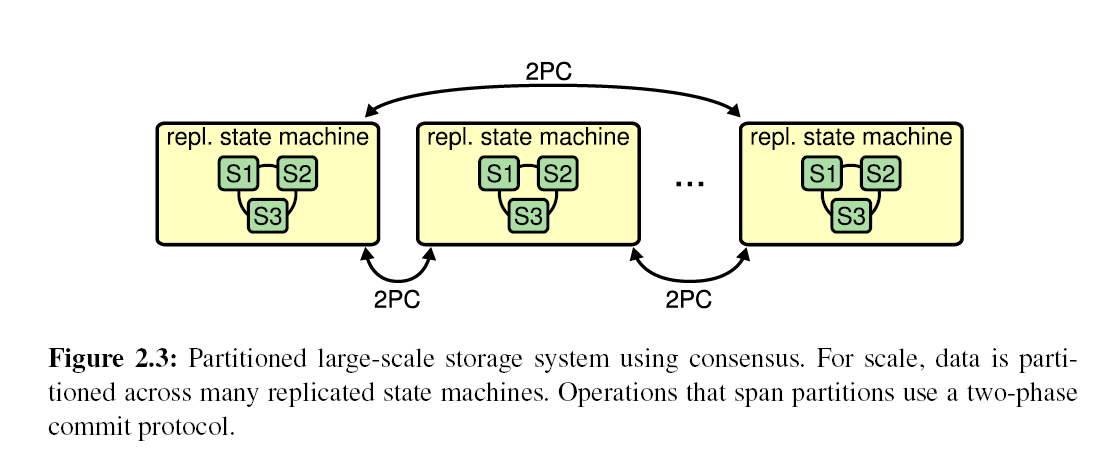 2PC
repl. state machine
S1 S2
S3
repl. state machine
S1 S2
S3
...
repl. state machine
S1 S2
S3
2PC
2PC
Figure 2.3: Partitioned large-scale storage system using consensus. For scale, data is parti-
tioned across many replicated state machines. Operations that span partitions use a two-phase
commit protocol.